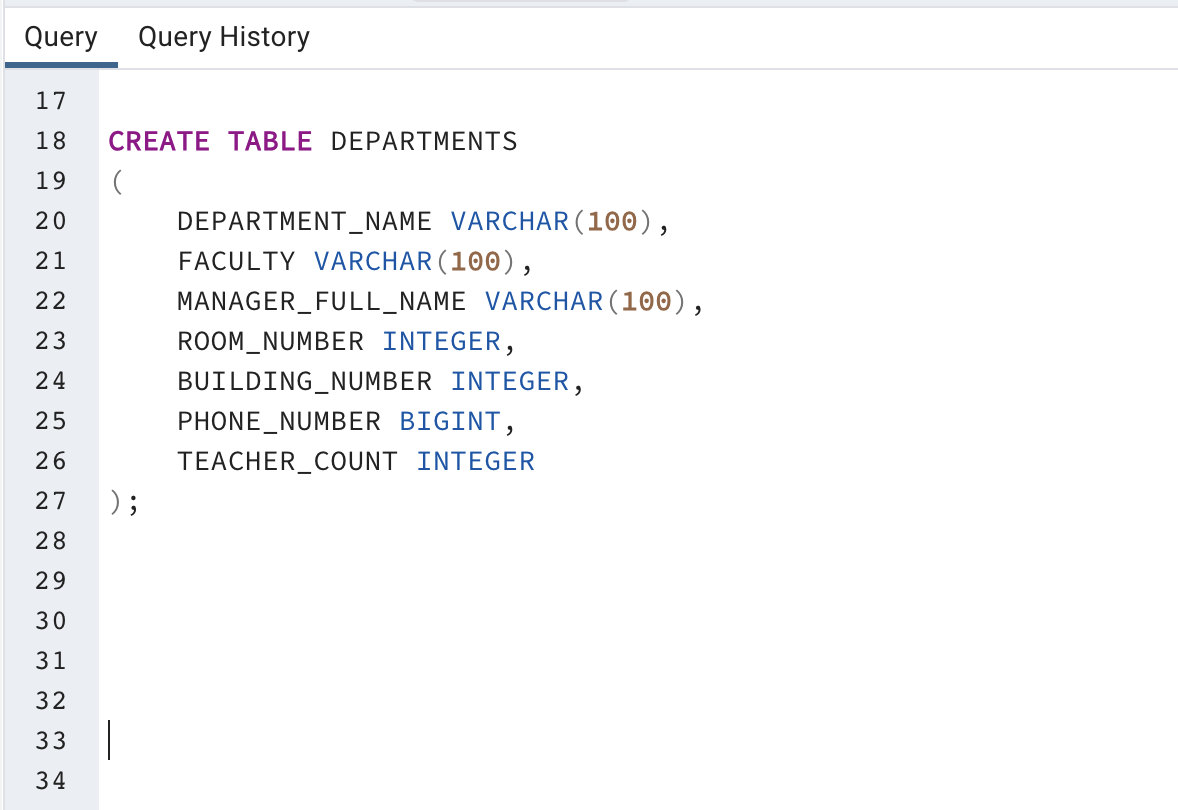 Query Query History
17
18 CREATE TABLE DEPARTMENTS
19 (
20 DEPARTMENT_NAME VARCHAR(100),
21 FACULTY VARCHAR(100),
22 MANAGER_FULL_NAME VARCHAR(100),
23 ROOM_NUMBER INTEGER,
24 BUILDING_NUMBER INTEGER,
25 PHONE_NUMBER BIGINT,
26 TEACHER_COUNT INTEGER
27 );
28
29
30
31
32
33
34